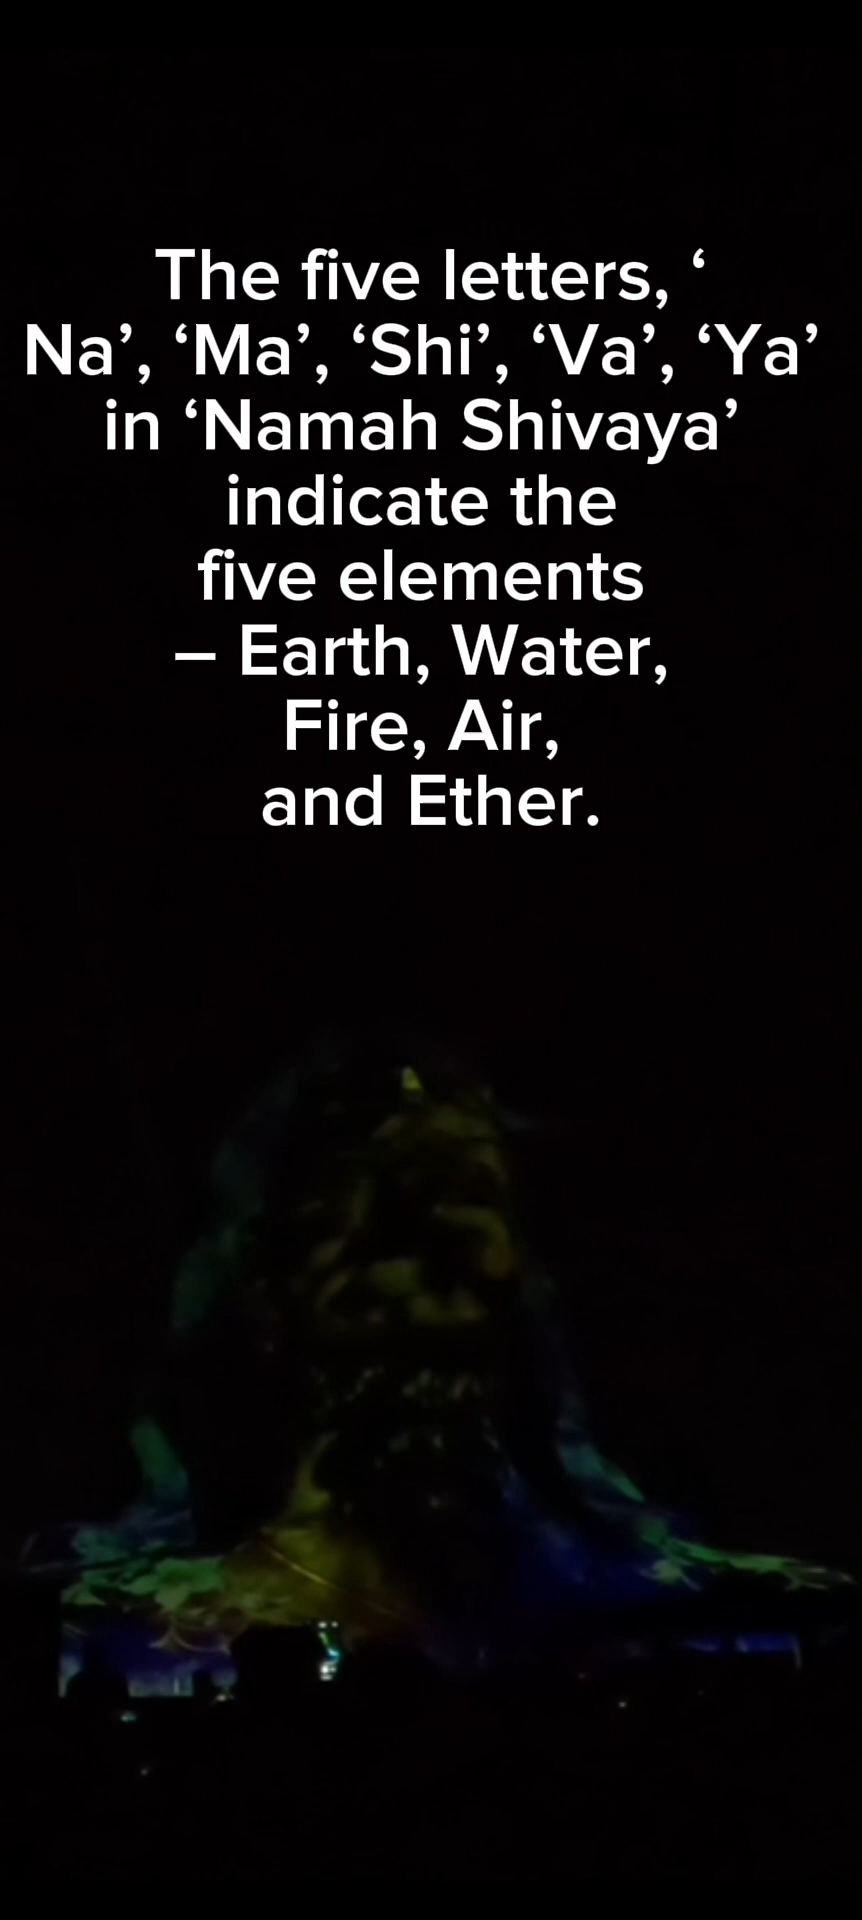 The five letters, ‘
Na’, ‘Ma’, ‘Shi’, ‘Va’, ‘Ya’
in ‘Namah Shivaya’
indicate the
five elements
– Earth, Water,
Fire, Air,
and Ether.